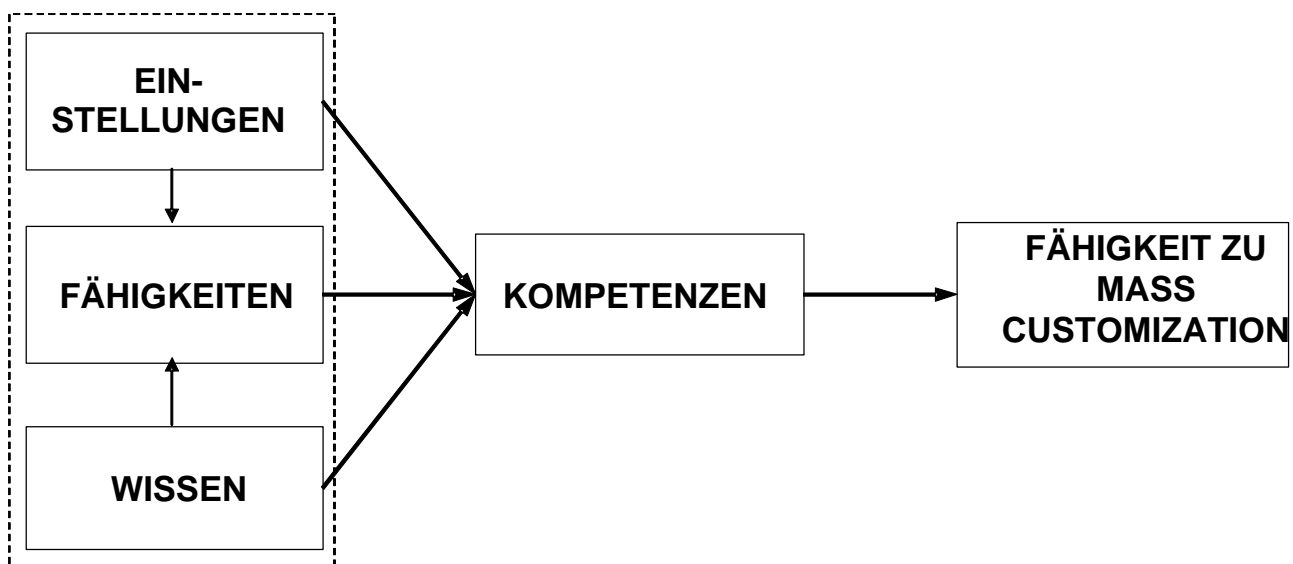 EIN-
STELLUNGEN
FÄHIGKEITEN
WISSEN
KOMPETENZEN
FÄHIGKEIT ZU
MASS
CUSTOMIZATION